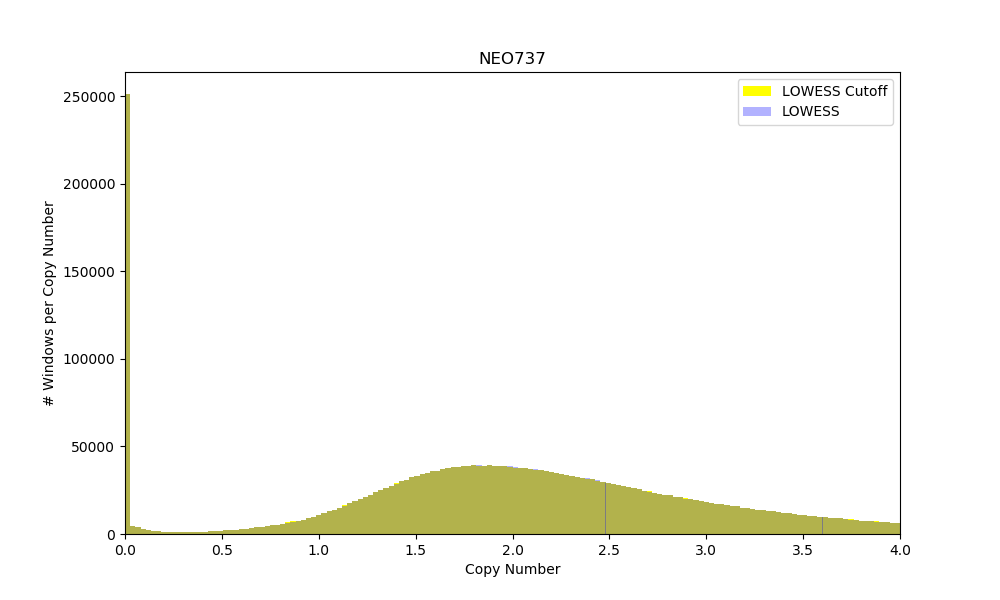 NEO737
LOWESS Cutoff
LOWESS
# Windows per Copy Number
250000
200000
150000
100000
50000
0
0.0 0.5 1.0 1.5 2.0 2.5 3.0 3.5 4.0
Copy Number